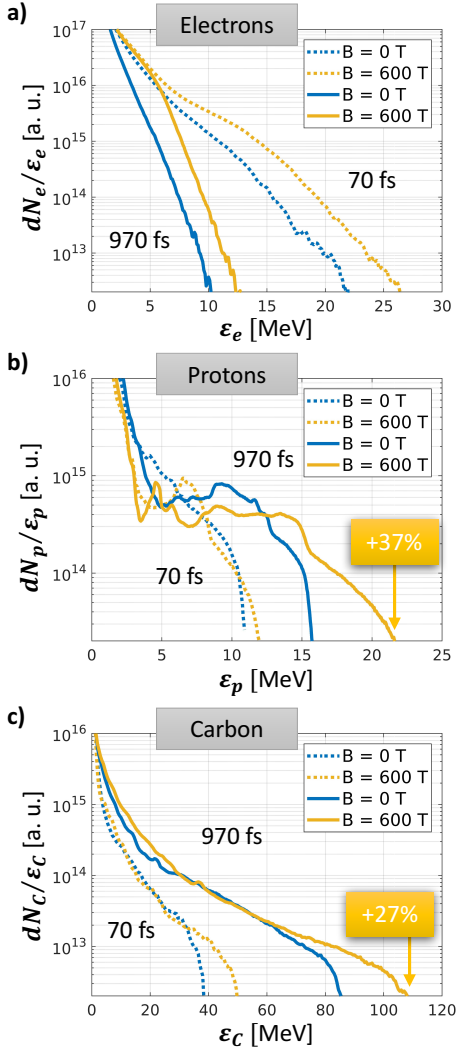 a)
Electrons
10^17
10^16
10^15
10^14
10^13
dN_e/ε_e [a. u.]
B = 0 T
B = 600 T
B = 0 T
B = 600 T
70 fs
970 fs
0 5 10 15 20 25 30
ε_e [MeV]
b)
Protons
10^16
10^15
10^14
dN_p/ε_p [a. u.]
B = 0 T
B = 600 T
B = 0 T
B = 600 T
970 fs
+37%
70 fs
0 5 10 15 20 25
ε_p [MeV]
c)
Carbon
10^16
10^15
10^14
10^13
dN_C/ε_C [a. u.]
B = 0 T
B = 600 T
B = 0 T
B = 600 T
970 fs
+27%
70 fs
0 20 40 60 80 100 120
ε_C [MeV]